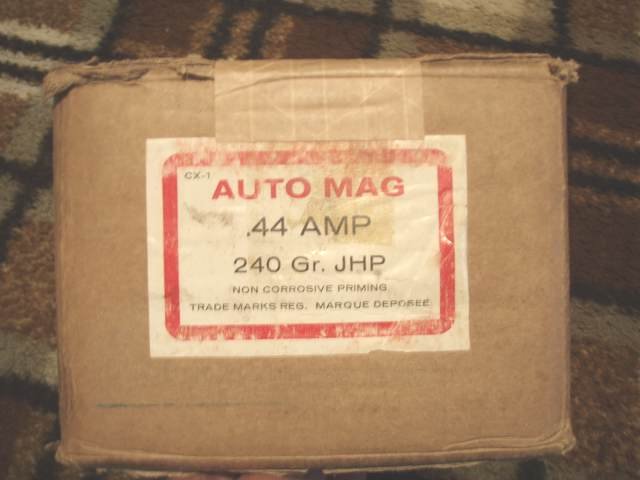 CX-1
AUTO MAG
.44 AMP
240 Gr. JHP
NON CORROSIVE PRIMING
TRADE MARKS REG. MARQUE DEPOSEE